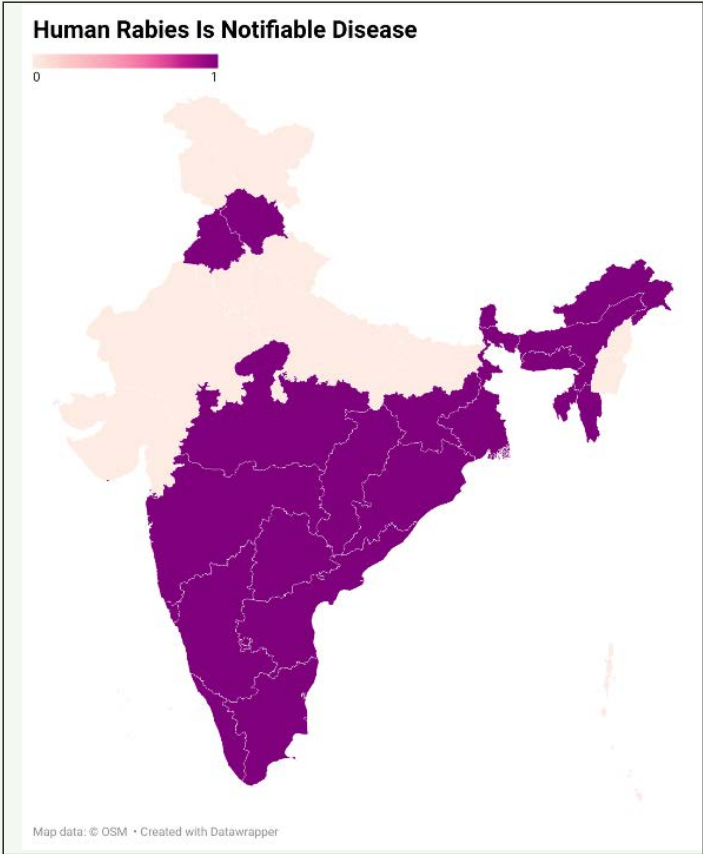 Human Rabies Is Notifiable Disease
0 1
Map data: © OSM • Created with Datawrapper